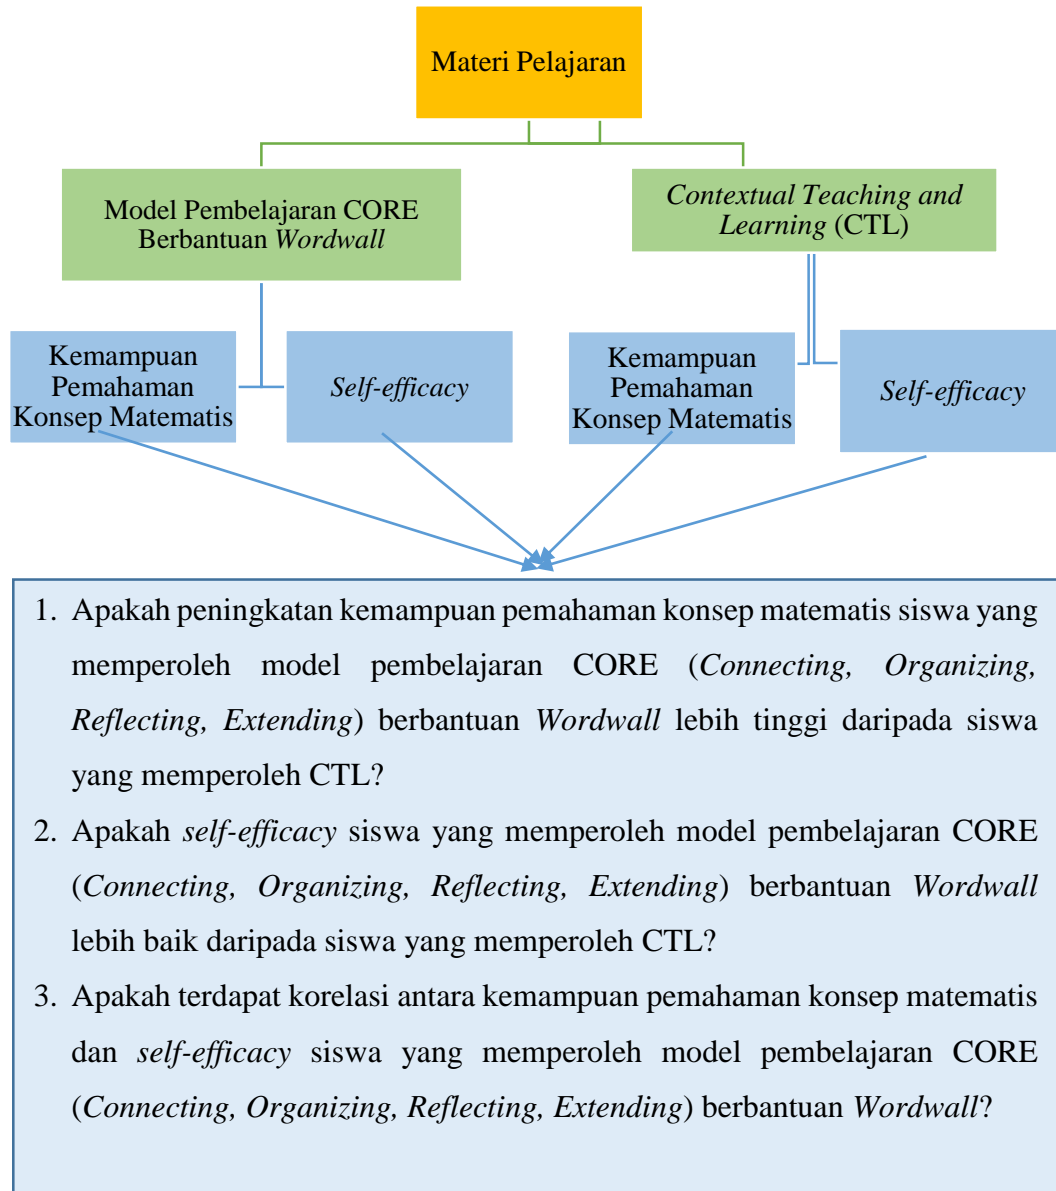 Materi Pelajaran
Model Pembelajaran CORE
Berbantuan Wordwall
Contextual Teaching and
Learning (CTL)
Kemampuan
Pemahaman
Konsep Matematis
Self-efficacy
Kemampuan
Pemahaman
Konsep Matematis
Self-efficacy
1. Apakah peningkatan kemampuan pemahaman konsep matematis siswa yang
memperoleh model pembelajaran CORE (Connecting, Organizing,
Reflecting, Extending) berbantuan Wordwall lebih tinggi daripada siswa
yang memperoleh CTL?
2. Apakah self-efficacy siswa yang memperoleh model pembelajaran CORE
(Connecting, Organizing, Reflecting, Extending) berbantuan Wordwall
lebih baik daripada siswa yang memperoleh CTL?
3. Apakah terdapat korelasi antara kemampuan pemahaman konsep matematis
dan self-efficacy siswa yang memperoleh model pembelajaran CORE
(Connecting, Organizing, Reflecting, Extending) berbantuan Wordwall?